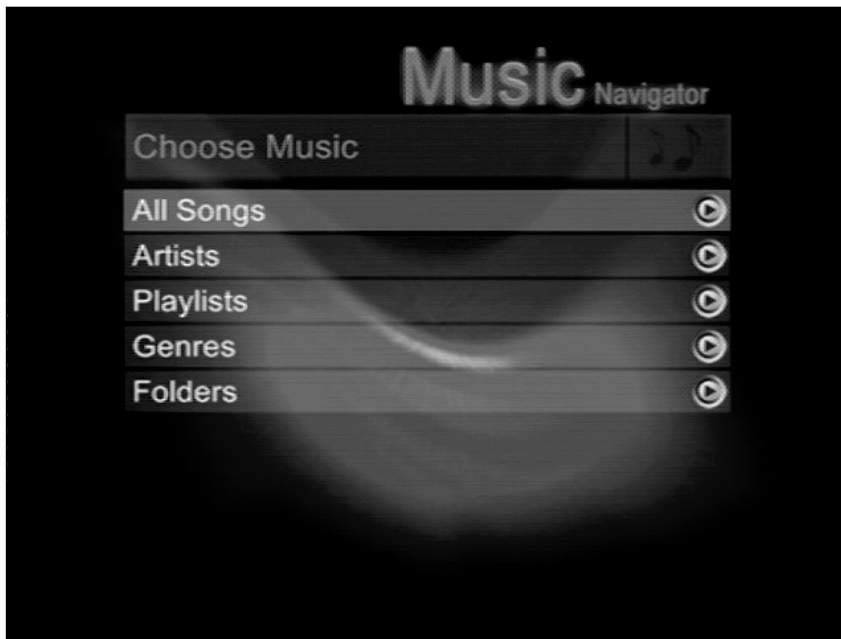 Music Navigator
Choose Music
All Songs
Artists
Playlists
Genres
Folders